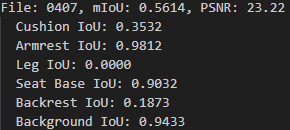 File: 0407, mIoU: 0.5614, PSNR: 23.22
Cushion IoU: 0.3532
Armrest IoU: 0.9812
Leg IoU: 0.0000
Seat Base IoU: 0.9032
Backrest IoU: 0.1873
Background IoU: 0.9433